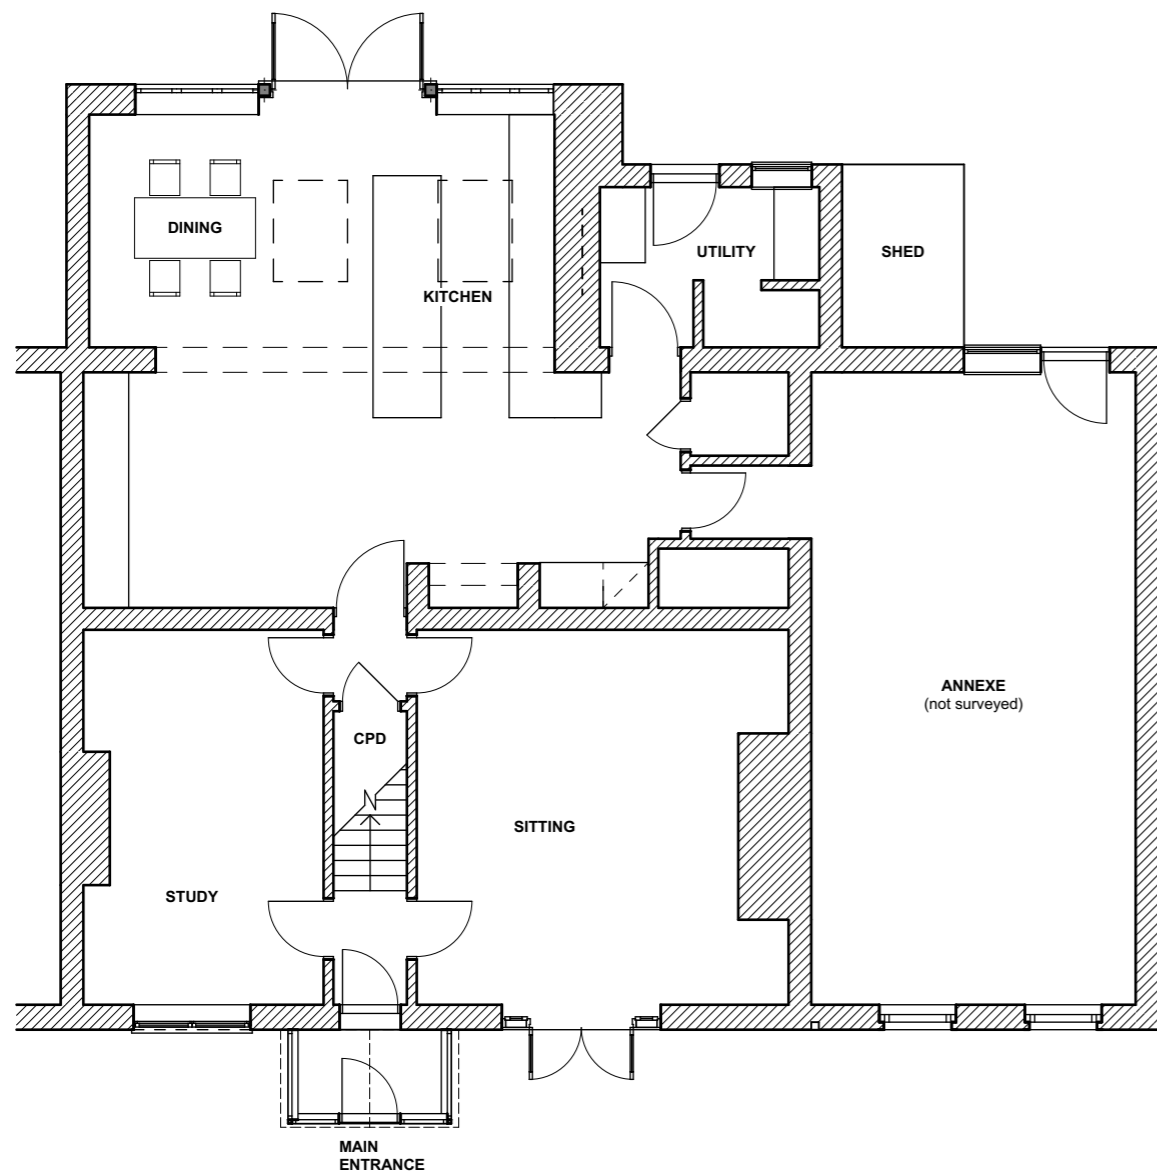 DINING
UTILITY
SHED
KITCHEN
ANNEXE
(not surveyed)
CPD
SITTING
STUDY
MAIN
ENTRANCE